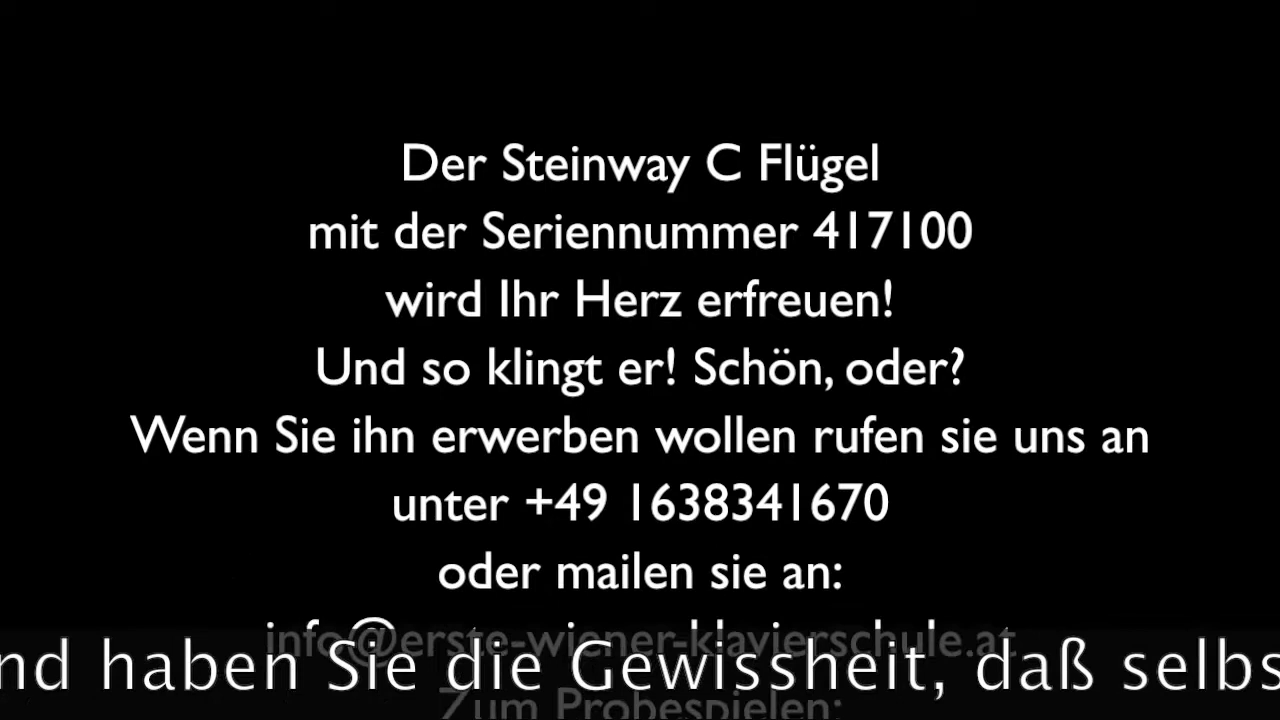 Der Steinway C Flügel
mit der Seriennummer 417100
wird Ihr Herz erfreuen!
Und so klingt er! Schön, oder?
Wenn Sie ihn erwerben wollen rufen sie uns an
unter +49 1638341670
oder mailen sie an:
info@erste-wiener-klavierschule.at
nd haben Sie die Gewissheit, daß selbs
Zum Probespielen: